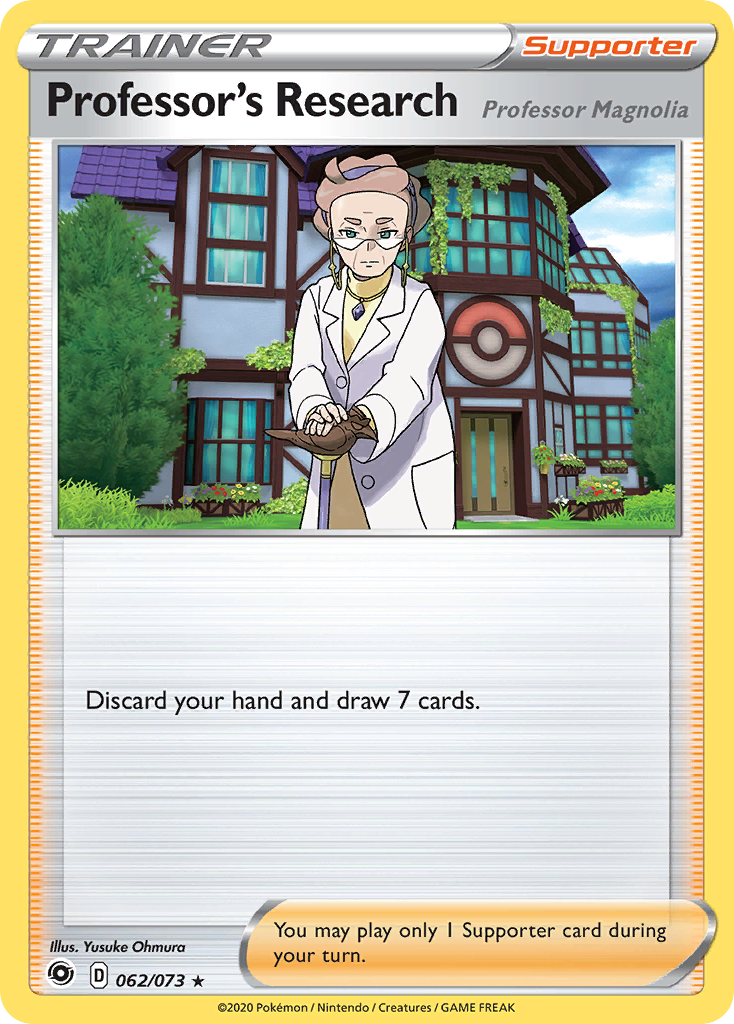 TRAINER
Supporter
Professor's Research
Professor Magnolia
Discard your hand and draw 7 cards.
You may play only 1 Supporter card during
your turn.
Illus. Yusuke Ohmura
D 062/073 ★
©2020 Pokémon / Nintendo / Creatures / GAME FREAK